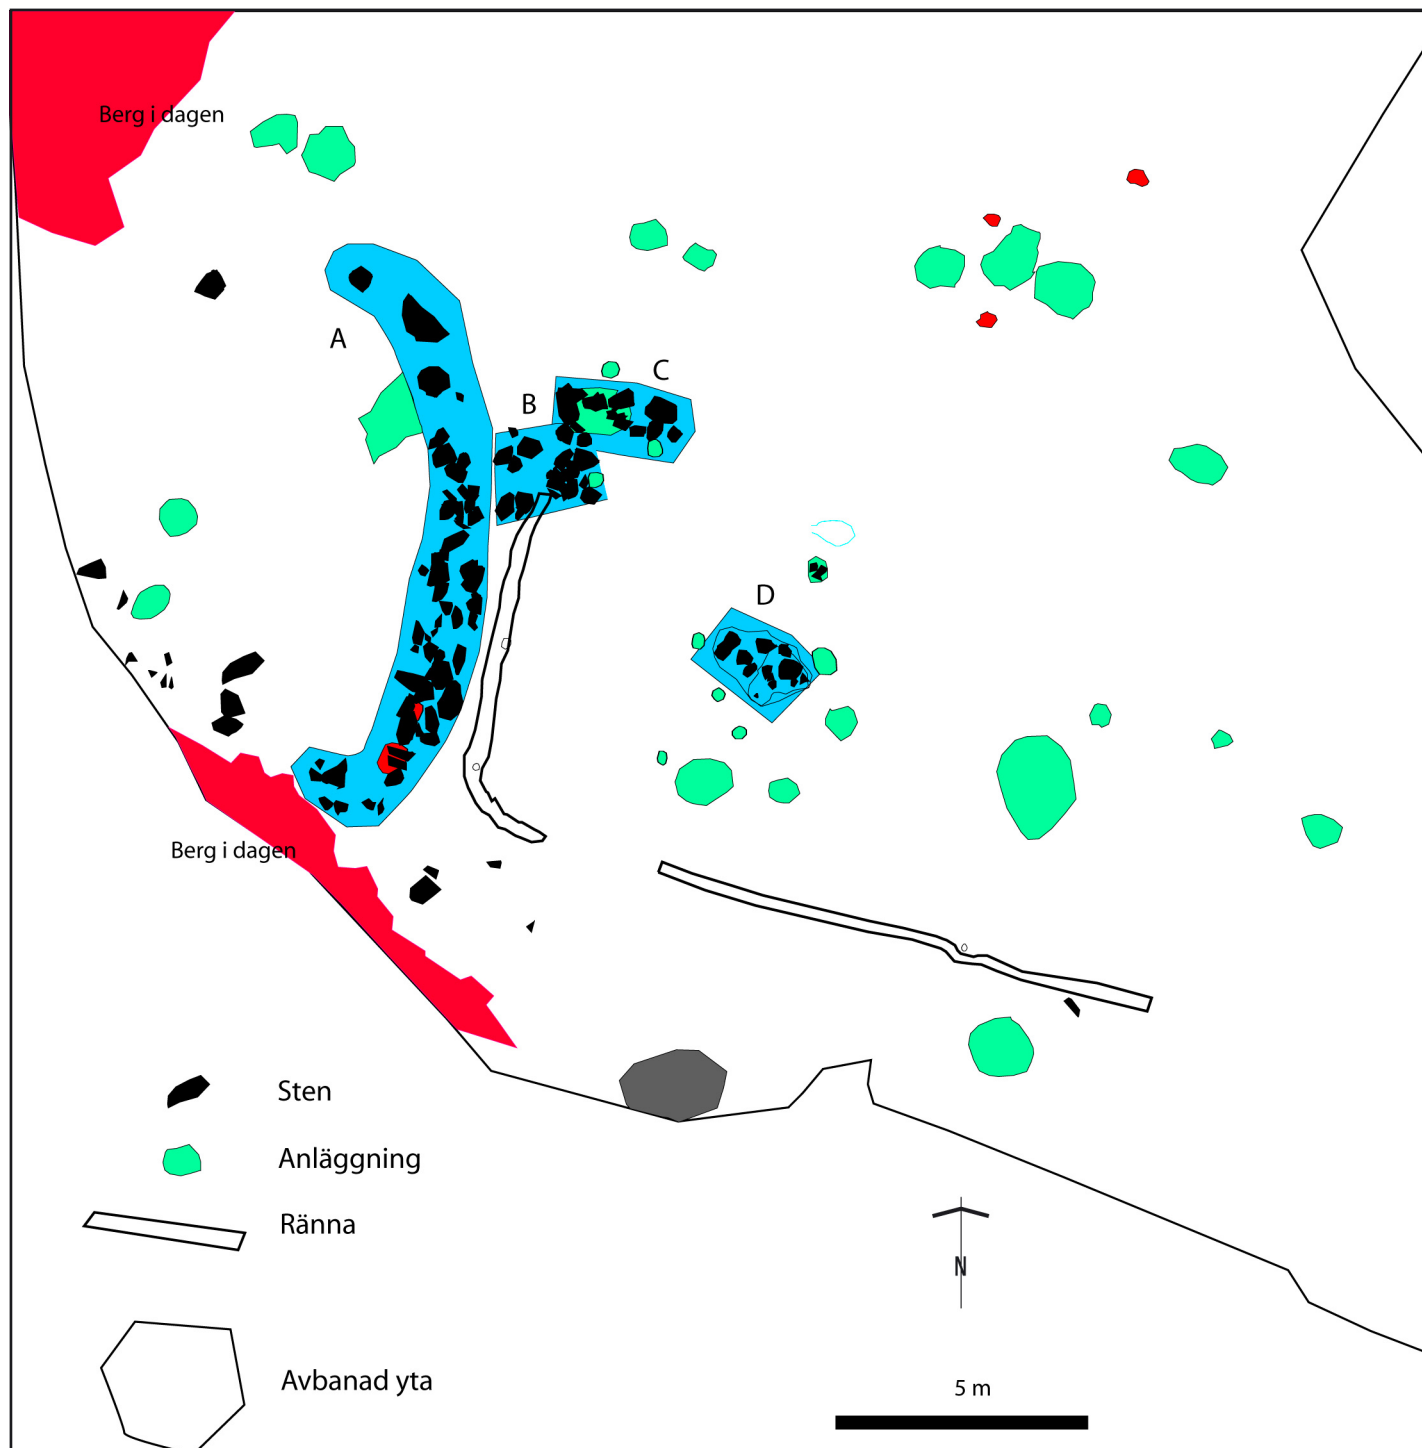 Berg i dagen
A
C
B
D
Berg i dagen
Sten
Anläggning
Ränna
N
Avbanad yta
5 m